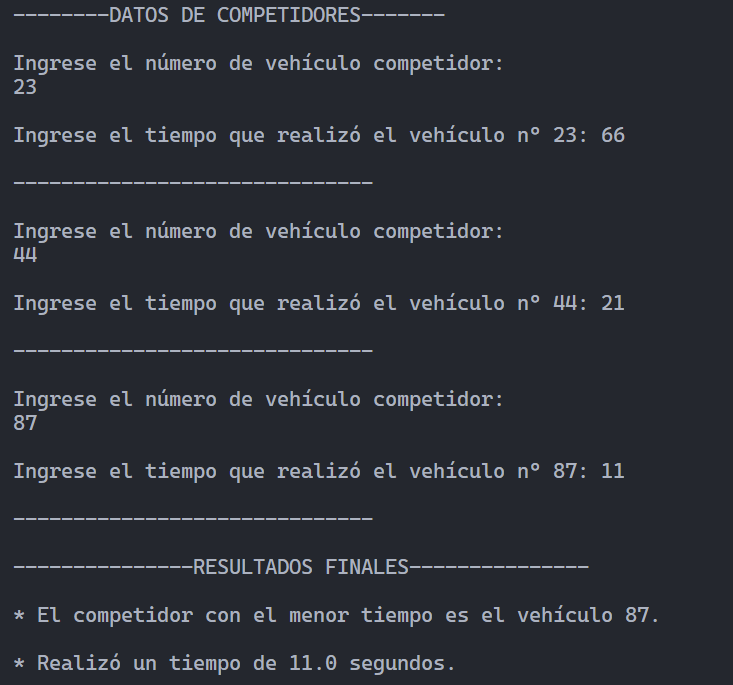 --------DATOS DE COMPETIDORES-------
Ingrese el número de vehículo competidor:
23
Ingrese el tiempo que realizó el vehículo n° 23: 66
------------------------------
Ingrese el número de vehículo competidor:
44
Ingrese el tiempo que realizó el vehículo n° 44: 21
------------------------------
Ingrese el número de vehículo competidor:
87
Ingrese el tiempo que realizó el vehículo n° 87: 11
------------------------------
---------------RESULTADOS FINALES---------------
* El competidor con el menor tiempo es el vehículo 87.
* Realizó un tiempo de 11.0 segundos.